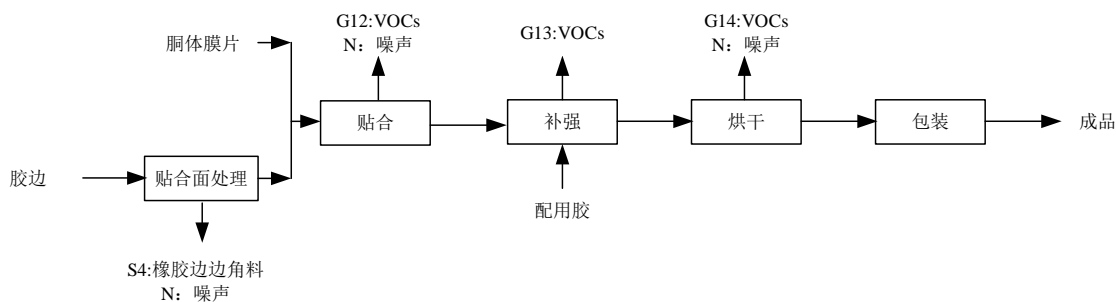 G12:VOCs
N：噪声
G13:VOCs
G14:VOCs
N：噪声
胴体膜片
贴合
补强
烘干
包装
成品
胶边
贴合面处理
配用胶
S4:橡胶边边角料
N：噪声